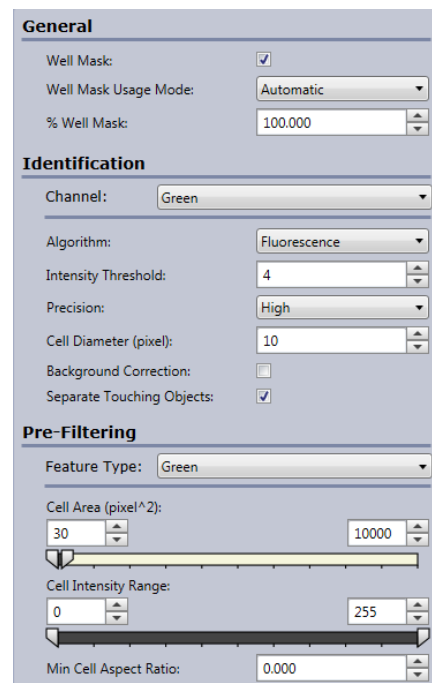 General
Well Mask:
Well Mask Usage Mode: Automatic
% Well Mask: 100.000
Identification
Channel: Green
Algorithm: Fluorescence
Intensity Threshold: 4
Precision: High
Cell Diameter (pixel): 10
Background Correction:
Separate Touching Objects:
Pre-Filtering
Feature Type: Green
Cell Area (pixel^2):
30 10000
Cell Intensity Range:
0 255
Min Cell Aspect Ratio: 0.000